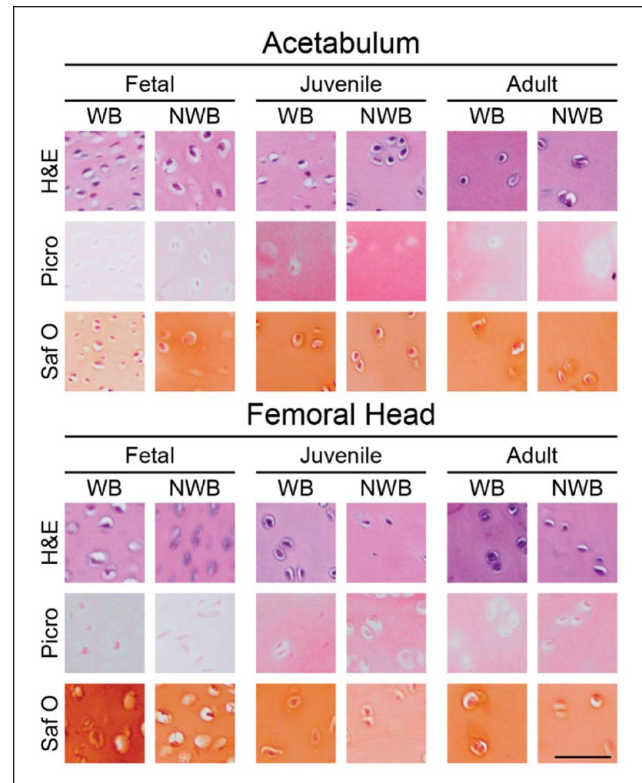 Acetabulum
Fetal Juvenile Adult
WB NWB WB NWB WB NWB
H&E
Picro
Saf O
Femoral Head
Fetal Juvenile Adult
WB NWB WB NWB WB NWB
H&E
Picro
Saf O